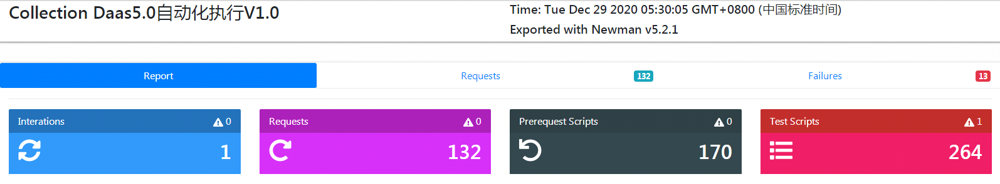 Collection Daas5.0自动化执行V1.0
Time: Tue Dec 29 2020 05:30:05 GMT+0800 (中国标准时间)
Exported with Newman v5.2.1
Report
Requests 132
Failures 13
Interations 0
1
Requests 0
132
Prerequest Scripts 0
170
Test Scripts 1
264